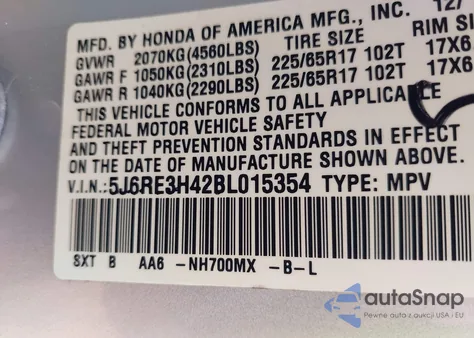 MFD. BY HONDA OF AMERICA MFG., INC. 12/
GVWR 2070KG(4560LBS) TIRE SIZE RIM SI
GAWR F 1050KG(2310LBS) 225/65R17 102T 17X6
GAWR R 1040KG(2290LBS) 225/65R17 102T 17X6
THIS VEHICLE CONFORMS TO ALL APPLICABLE
FEDERAL MOTOR VEHICLE SAFETY
AND THEFT PREVENTION STANDARDS
IN EFFECT ON THE DATE OF
MANUFACTURE SHOWN ABOVE.
V.I.N.: 5J6RE3H42BL015354 TYPE: MPV
SXT B AA6 -NH700MX -B-L
autoSnap
Pewne auta z aukcji USA i EU